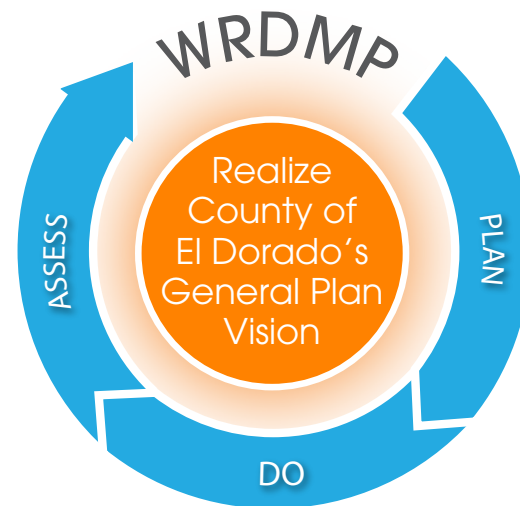 WRDMP
Realize
County of
El Dorado’s
General Plan
Vision
PLAN
DO
ASSESS